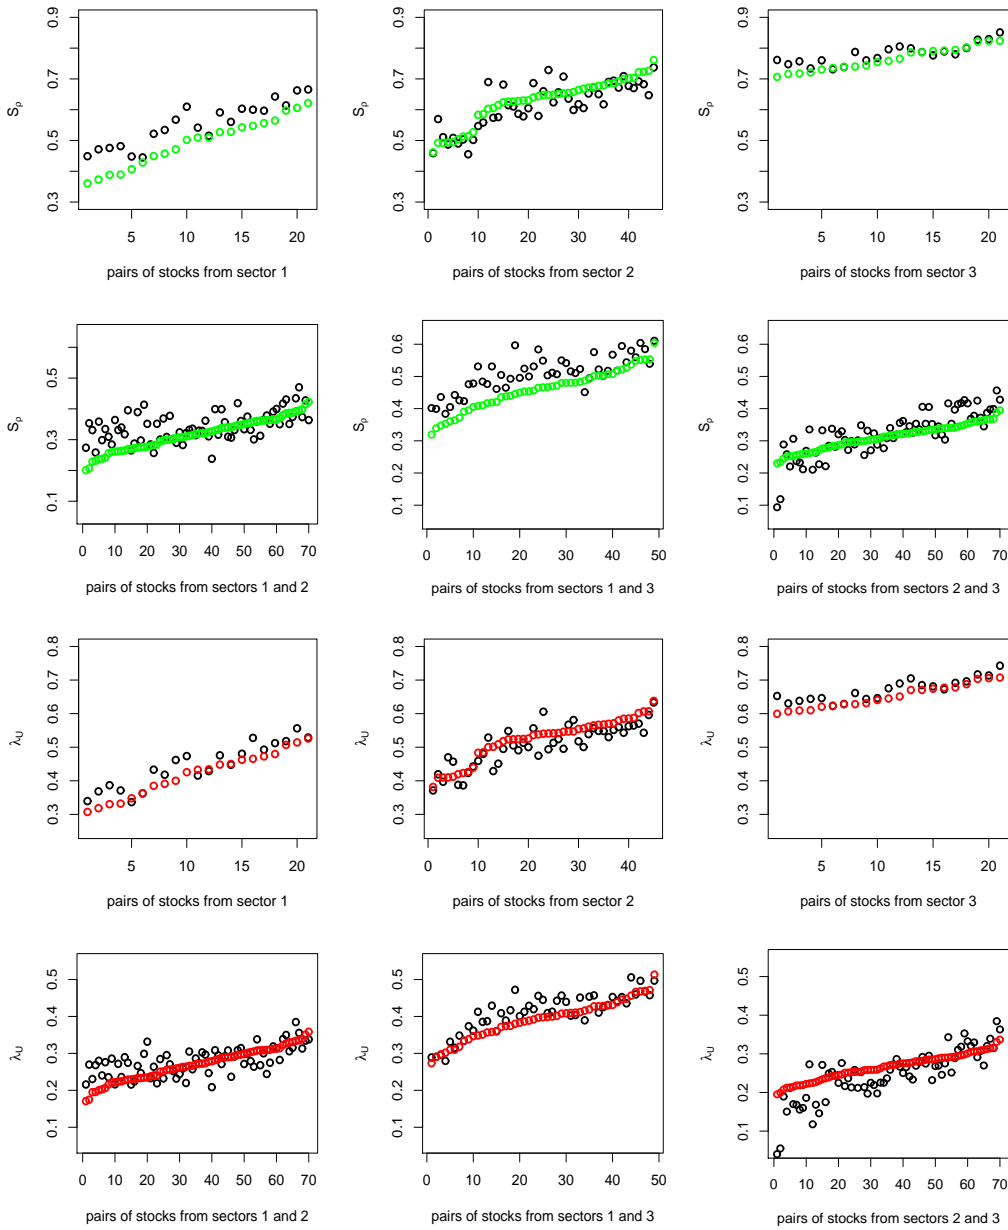 0.3 0.5 0.7 0.9
S_ρ
5 10 15 20
pairs of stocks from sector 1
0.3 0.5 0.7 0.9
S_ρ
0 10 20 30 40
pairs of stocks from sector 2
0.3 0.5 0.7 0.9
S_ρ
5 10 15 20
pairs of stocks from sector 3
0.1 0.3 0.5
S_ρ
0 10 20 30 40 50 60 70
pairs of stocks from sectors 1 and 2
0.1 0.2 0.3 0.4 0.5 0.6
S_ρ
0 10 20 30 40 50
pairs of stocks from sectors 1 and 3
0.1 0.2 0.3 0.4 0.5 0.6
S_ρ
0 10 20 30 40 50 60 70
pairs of stocks from sectors 2 and 3
0.3 0.4 0.5 0.6 0.7 0.8
λ_U
5 10 15 20
pairs of stocks from sector 1
0.3 0.4 0.5 0.6 0.7 0.8
λ_U
0 10 20 30 40
pairs of stocks from sector 2
0.3 0.4 0.5 0.6 0.7 0.8
λ_U
5 10 15 20
pairs of stocks from sector 3
0.1 0.2 0.3 0.4 0.5
λ_U
0 10 20 30 40 50 60 70
pairs of stocks from sectors 1 and 2
0.1 0.2 0.3 0.4 0.5
λ_U
0 10 20 30 40 50
pairs of stocks from sectors 1 and 3
0.1 0.2 0.3 0.4 0.5
λ_U
0 10 20 30 40 50 60 70
pairs of stocks from sectors 2 and 3